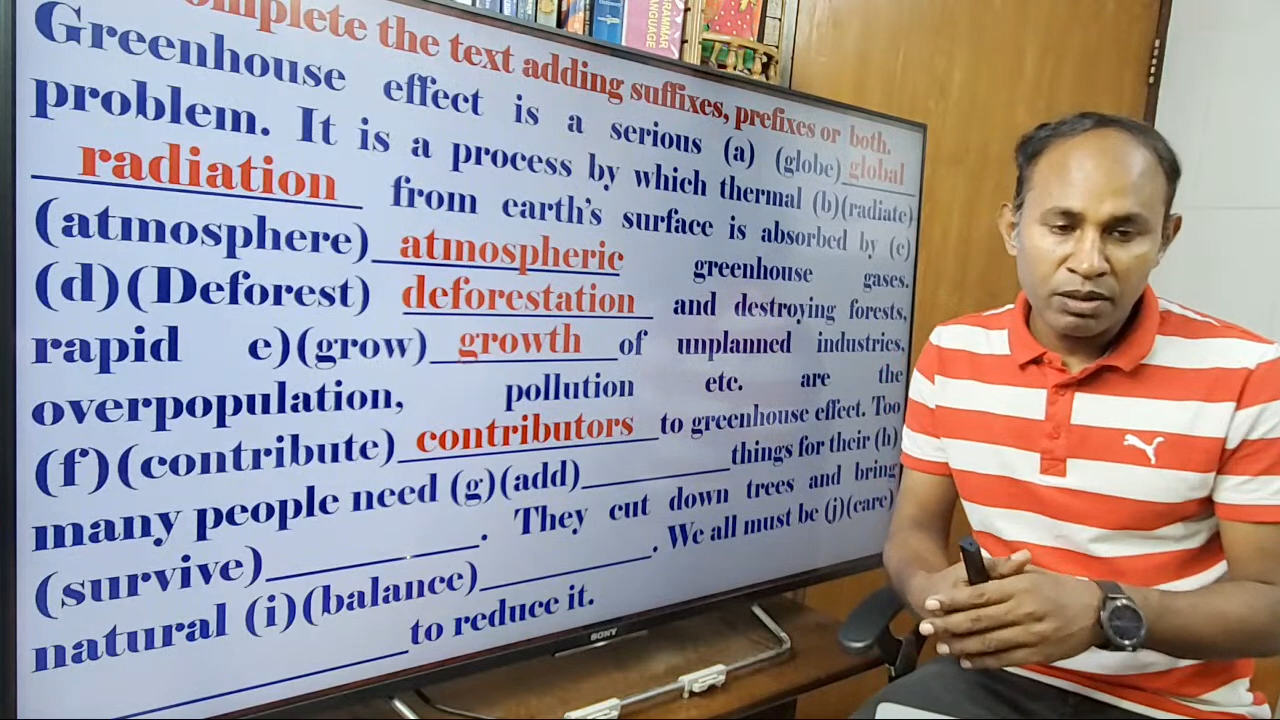 omplete the text adding suffixes, prefixes or both.
Greenhouse effect is a serious (a) (globe) global
problem. It is a process by which thermal (b)(radiate)
radiation from earth's surface is absorbed by (c)
(atmosphere) atmospheric greenhouse gases.
(d)(Deforest) deforestation and destroying forests,
rapid e)(grow) growth of unplanned industries,
overpopulation, pollution etc. are the
(f)(contribute) contributors to greenhouse effect. Too
many people need (g)(add) things for their (h)
(survive) . They cut down trees and bring
natural (i)(balance) . We all must be (j)(care)
to reduce it.
SONY
GRAMMAR
LANGUAGE